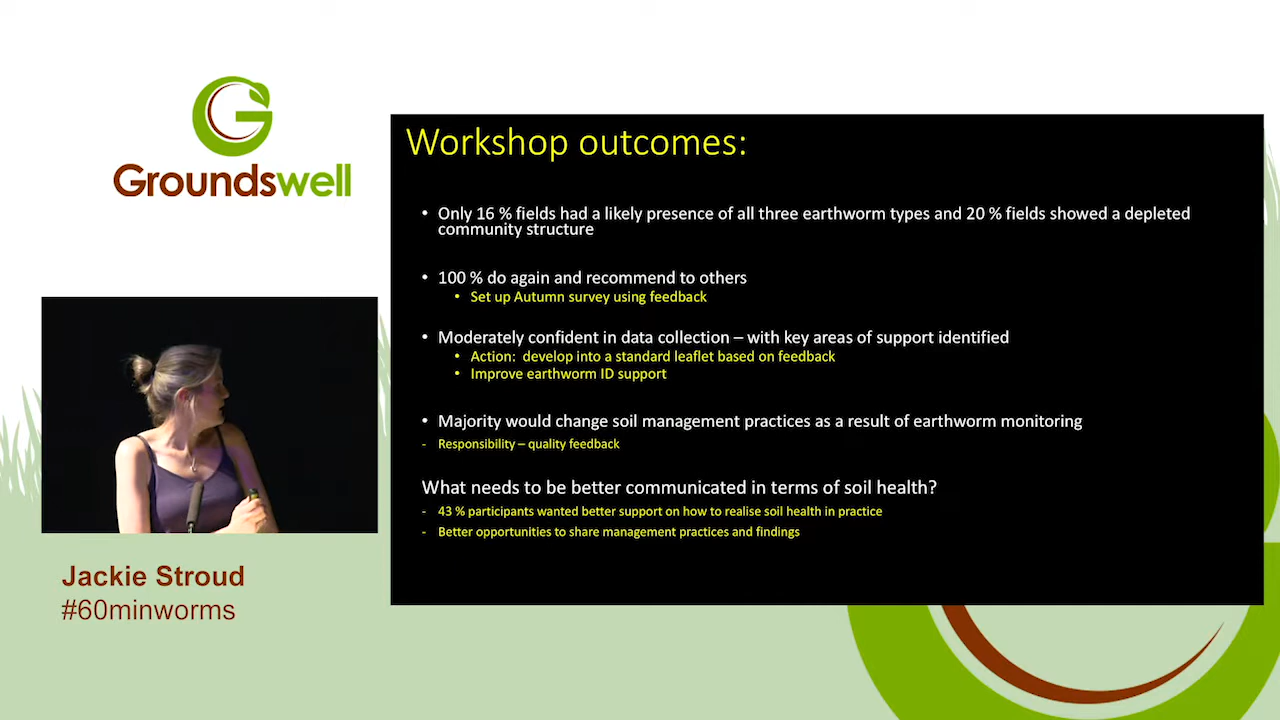 Groundswell
Workshop outcomes:
• Only 16 % fields had a likely presence of all three earthworm types and 20 % fields showed a depleted
community structure
• 100 % do again and recommend to others
• Set up Autumn survey using feedback
• Moderately confident in data collection – with key areas of support identified
• Action: develop into a standard leaflet based on feedback
• Improve earthworm ID support
• Majority would change soil management practices as a result of earthworm monitoring
- Responsibility – quality feedback
What needs to be better communicated in terms of soil health?
- 43 % participants wanted better support on how to realise soil health in practice
- Better opportunities to share management practices and findings
Jackie Stroud
#60minworms